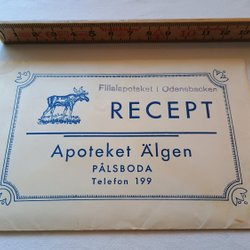 Filialapoteket i Odensbacken
RECEPT
Apoteket Älgen
PÅLSBODA
Telefon 199